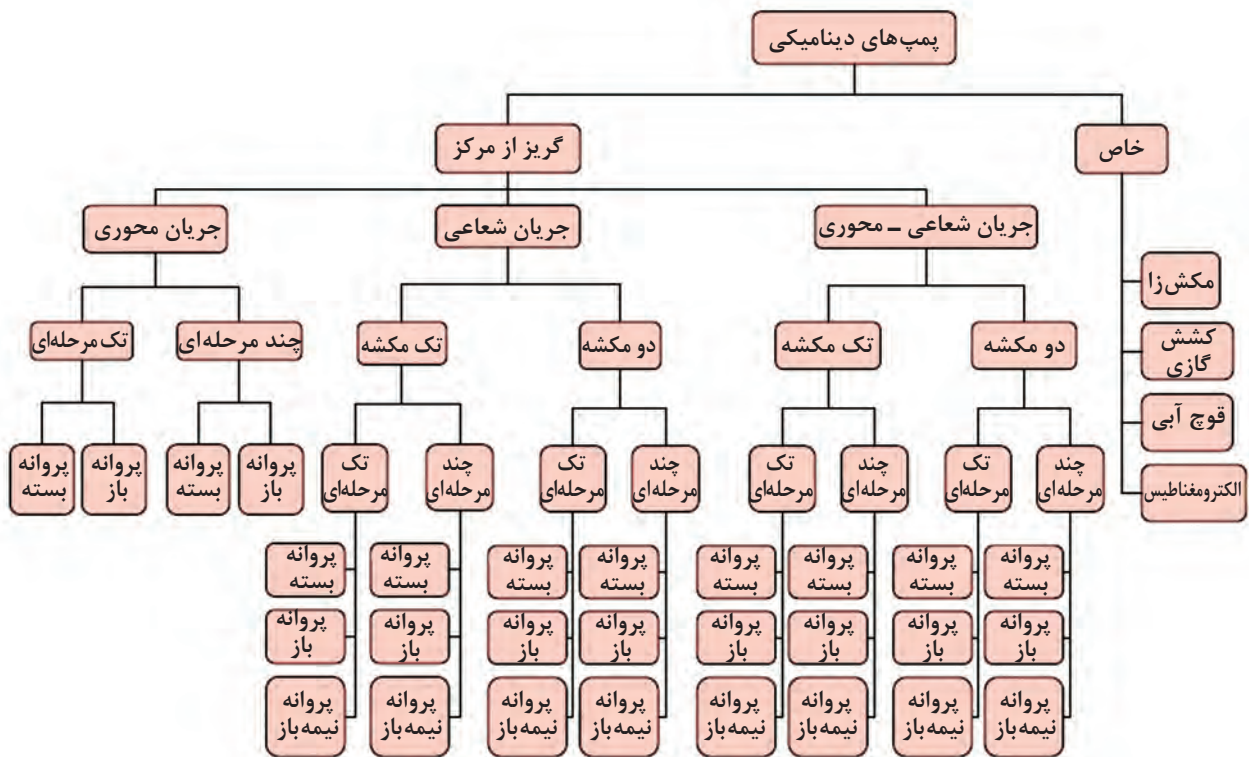 پمپ‌های دینامیکی
خاص
گریز از مرکز
جریان شعاعی ـ محوری
جریان شعاعی
جریان محوری
مکش‌زا
کشش
گازی
قوچ آبی
الکترومغناطیس
دو مکشه
تک مکشه
دو مکشه
تک مکشه
چند مرحله‌ای
تک مرحله‌ای
چند
مرحله‌ای
تک
مرحله‌ای
چند
مرحله‌ای
تک
مرحله‌ای
چند
مرحله‌ای
تک
مرحله‌ای
چند
مرحله‌ای
تک
مرحله‌ای
پروانه
باز
پروانه
بسته
پروانه
باز
پروانه
بسته
پروانه
بسته
پروانه
بسته
پروانه
بسته
پروانه
بسته
پروانه
بسته
پروانه
بسته
پروانه
بسته
پروانه
بسته
پروانه
باز
پروانه
باز
پروانه
باز
پروانه
باز
پروانه
باز
پروانه
باز
پروانه
باز
پروانه
باز
پروانه
نیمه‌باز
پروانه
نیمه‌باز
پروانه
نیمه‌باز
پروانه
نیمه‌باز
پروانه
نیمه‌باز
پروانه
نیمه‌باز
پروانه
نیمه‌باز
پروانه
نیمه‌باز